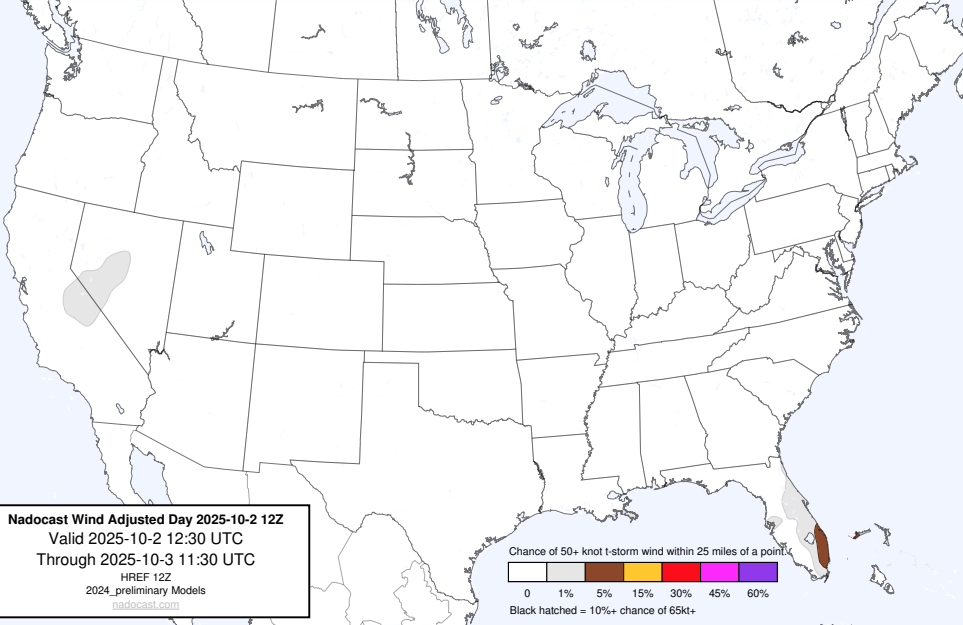 Nadocast Wind Adjusted Day 2025-10-2 12Z
Valid 2025-10-2 12:30 UTC
Through 2025-10-3 11:30 UTC
HREF 12Z
2024_preliminary Models
nadocast.com
Chance of 50+ knot t-storm wind within 25 miles of a point.
0 1% 5% 15% 30% 45% 60%
Black hatched = 10%+ chance of 65kt+